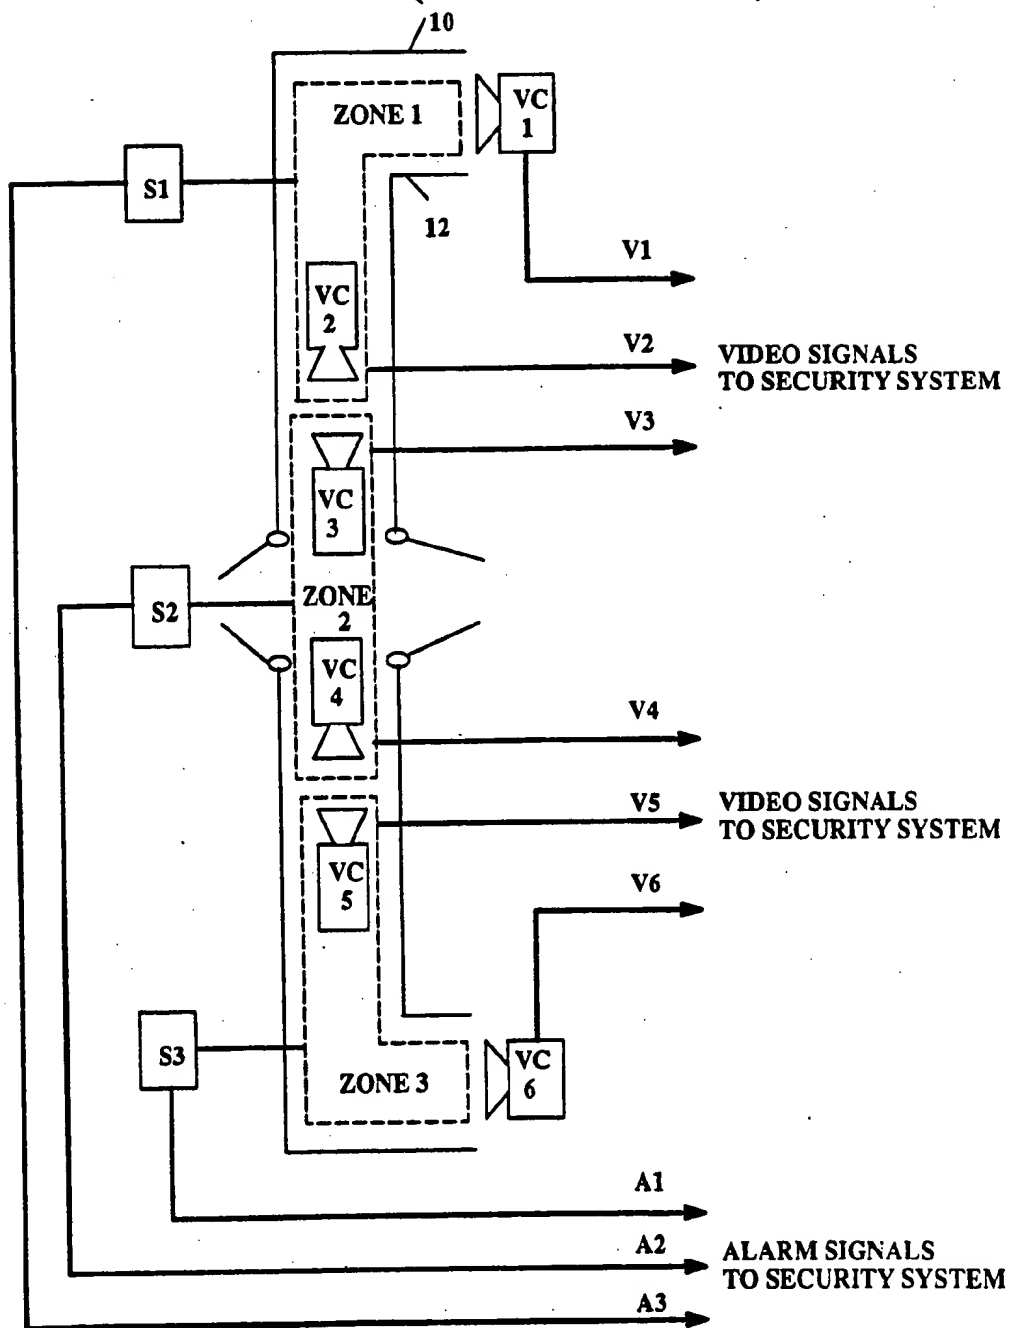 10
ZONE 1
VC
1
S1
12
V1
VC
2
V2
VIDEO SIGNALS
TO SECURITY SYSTEM
V3
VC
3
S2
ZONE
2
VC
4
V4
V5
VIDEO SIGNALS
TO SECURITY SYSTEM
VC
5
V6
S3
ZONE 3
VC
6
A1
A2
ALARM SIGNALS
TO SECURITY SYSTEM
A3